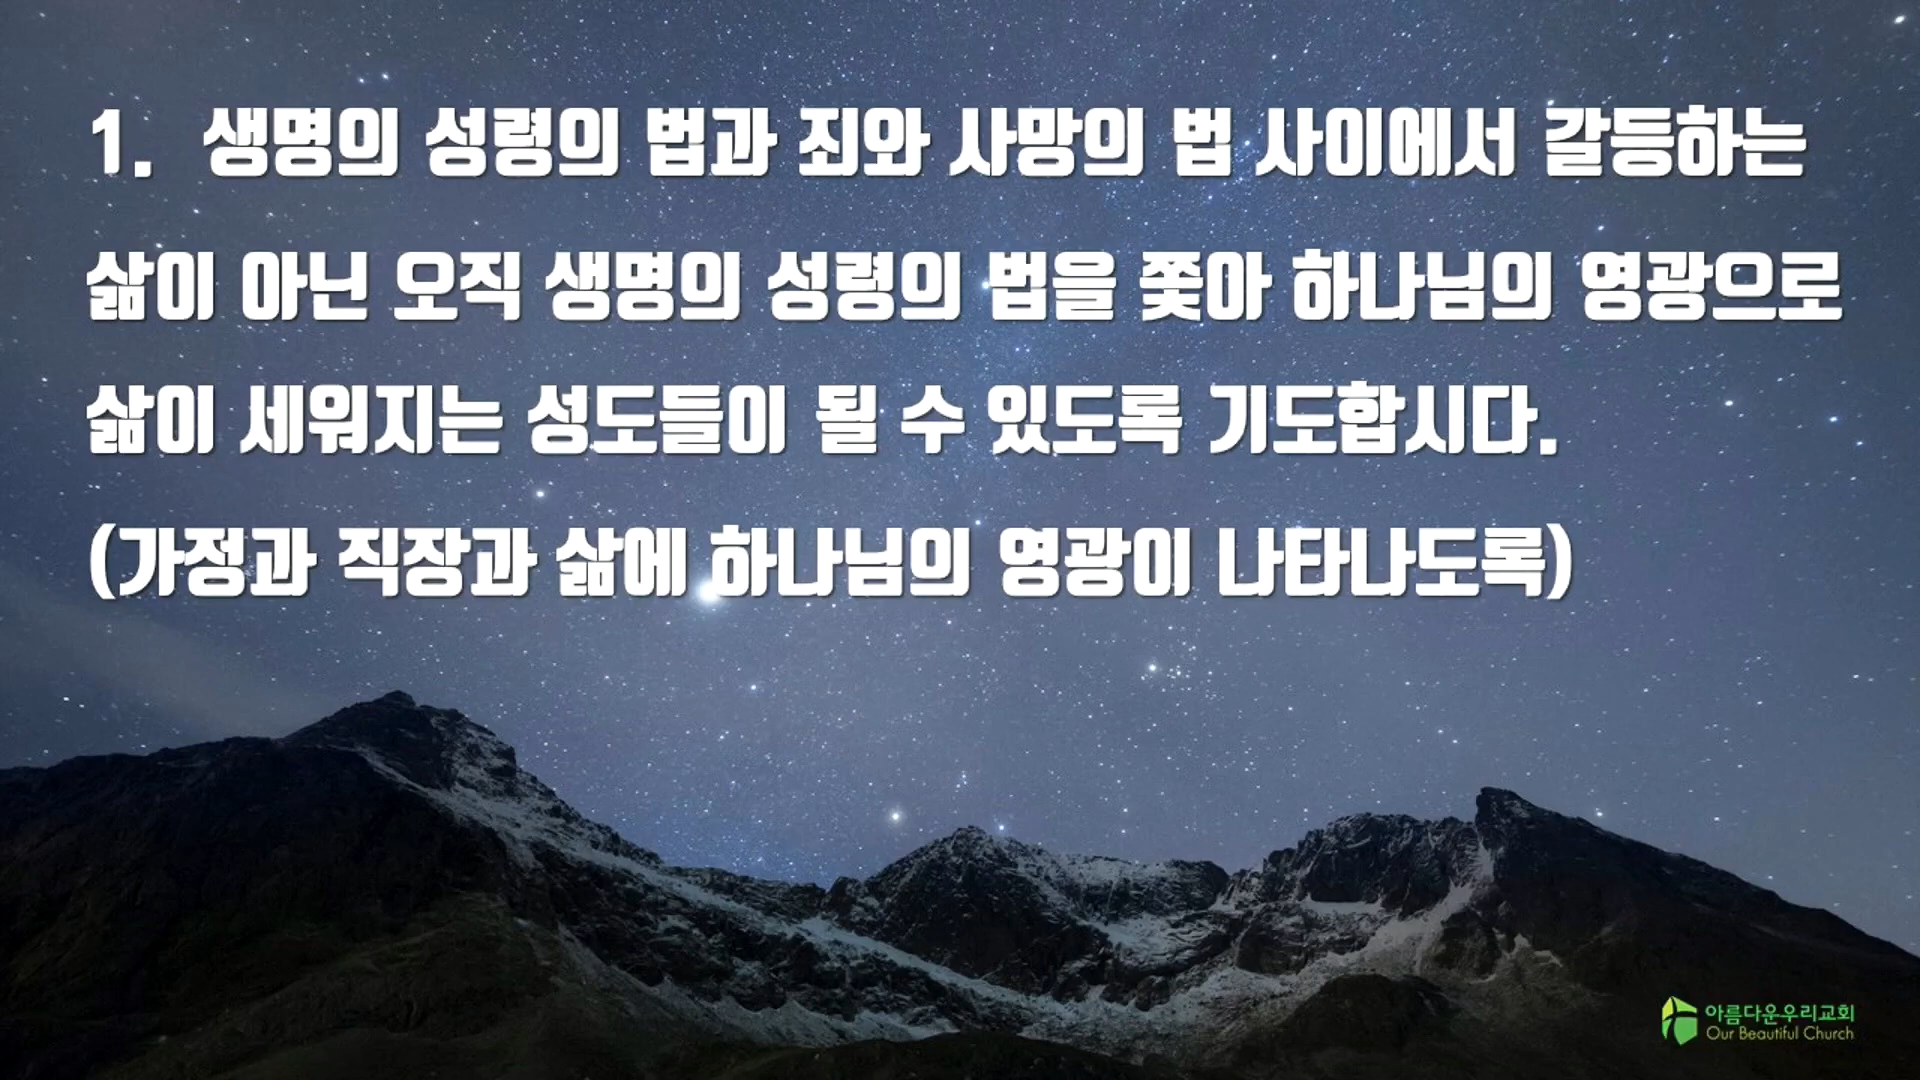 1. 생명의 성령의 법과 죄와 사망의 법 사이에서 갈등하는
삶이 아닌 오직 생명의 성령의 법을 쫓아 하나님의 영광으로
삶이 세워지는 성도들이 될 수 있도록 기도합시다.
(가정과 직장과 삶에 하나님의 영광이 나타나도록)
아름다운우리교회
Our Beautiful Church